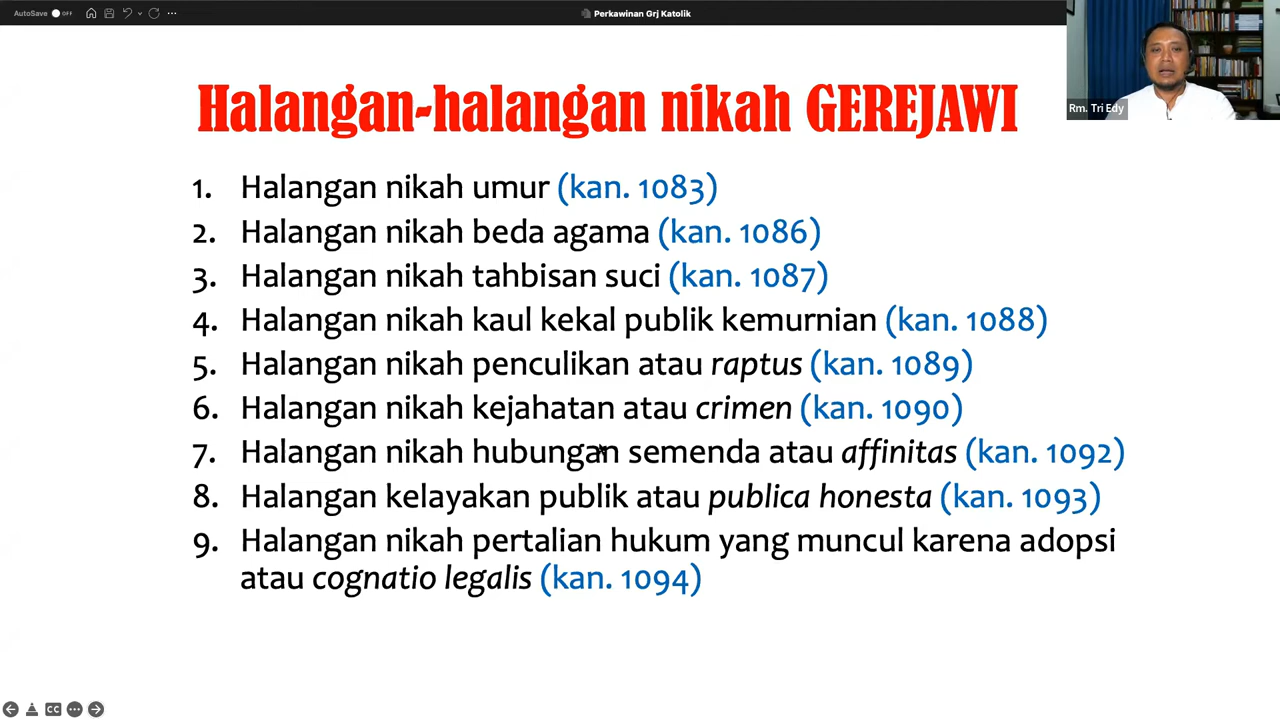 AutoSave OFF
Perkawinan Grj Katolik
Rm. Tri Edy
Halangan-halangan nikah GEREJAWI
1. Halangan nikah umur (kan. 1083)
2. Halangan nikah beda agama (kan. 1086)
3. Halangan nikah tahbisan suci (kan. 1087)
4. Halangan nikah kaul kekal publik kemurnian (kan. 1088)
5. Halangan nikah penculikan atau raptus (kan. 1089)
6. Halangan nikah kejahatan atau crimen (kan. 1090)
7. Halangan nikah hubungan semenda atau affinitas (kan. 1092)
8. Halangan kelayakan publik atau publica honesta (kan. 1093)
9. Halangan nikah pertalian hukum yang muncul karena adopsi
atau cognatio legalis (kan. 1094)
CC